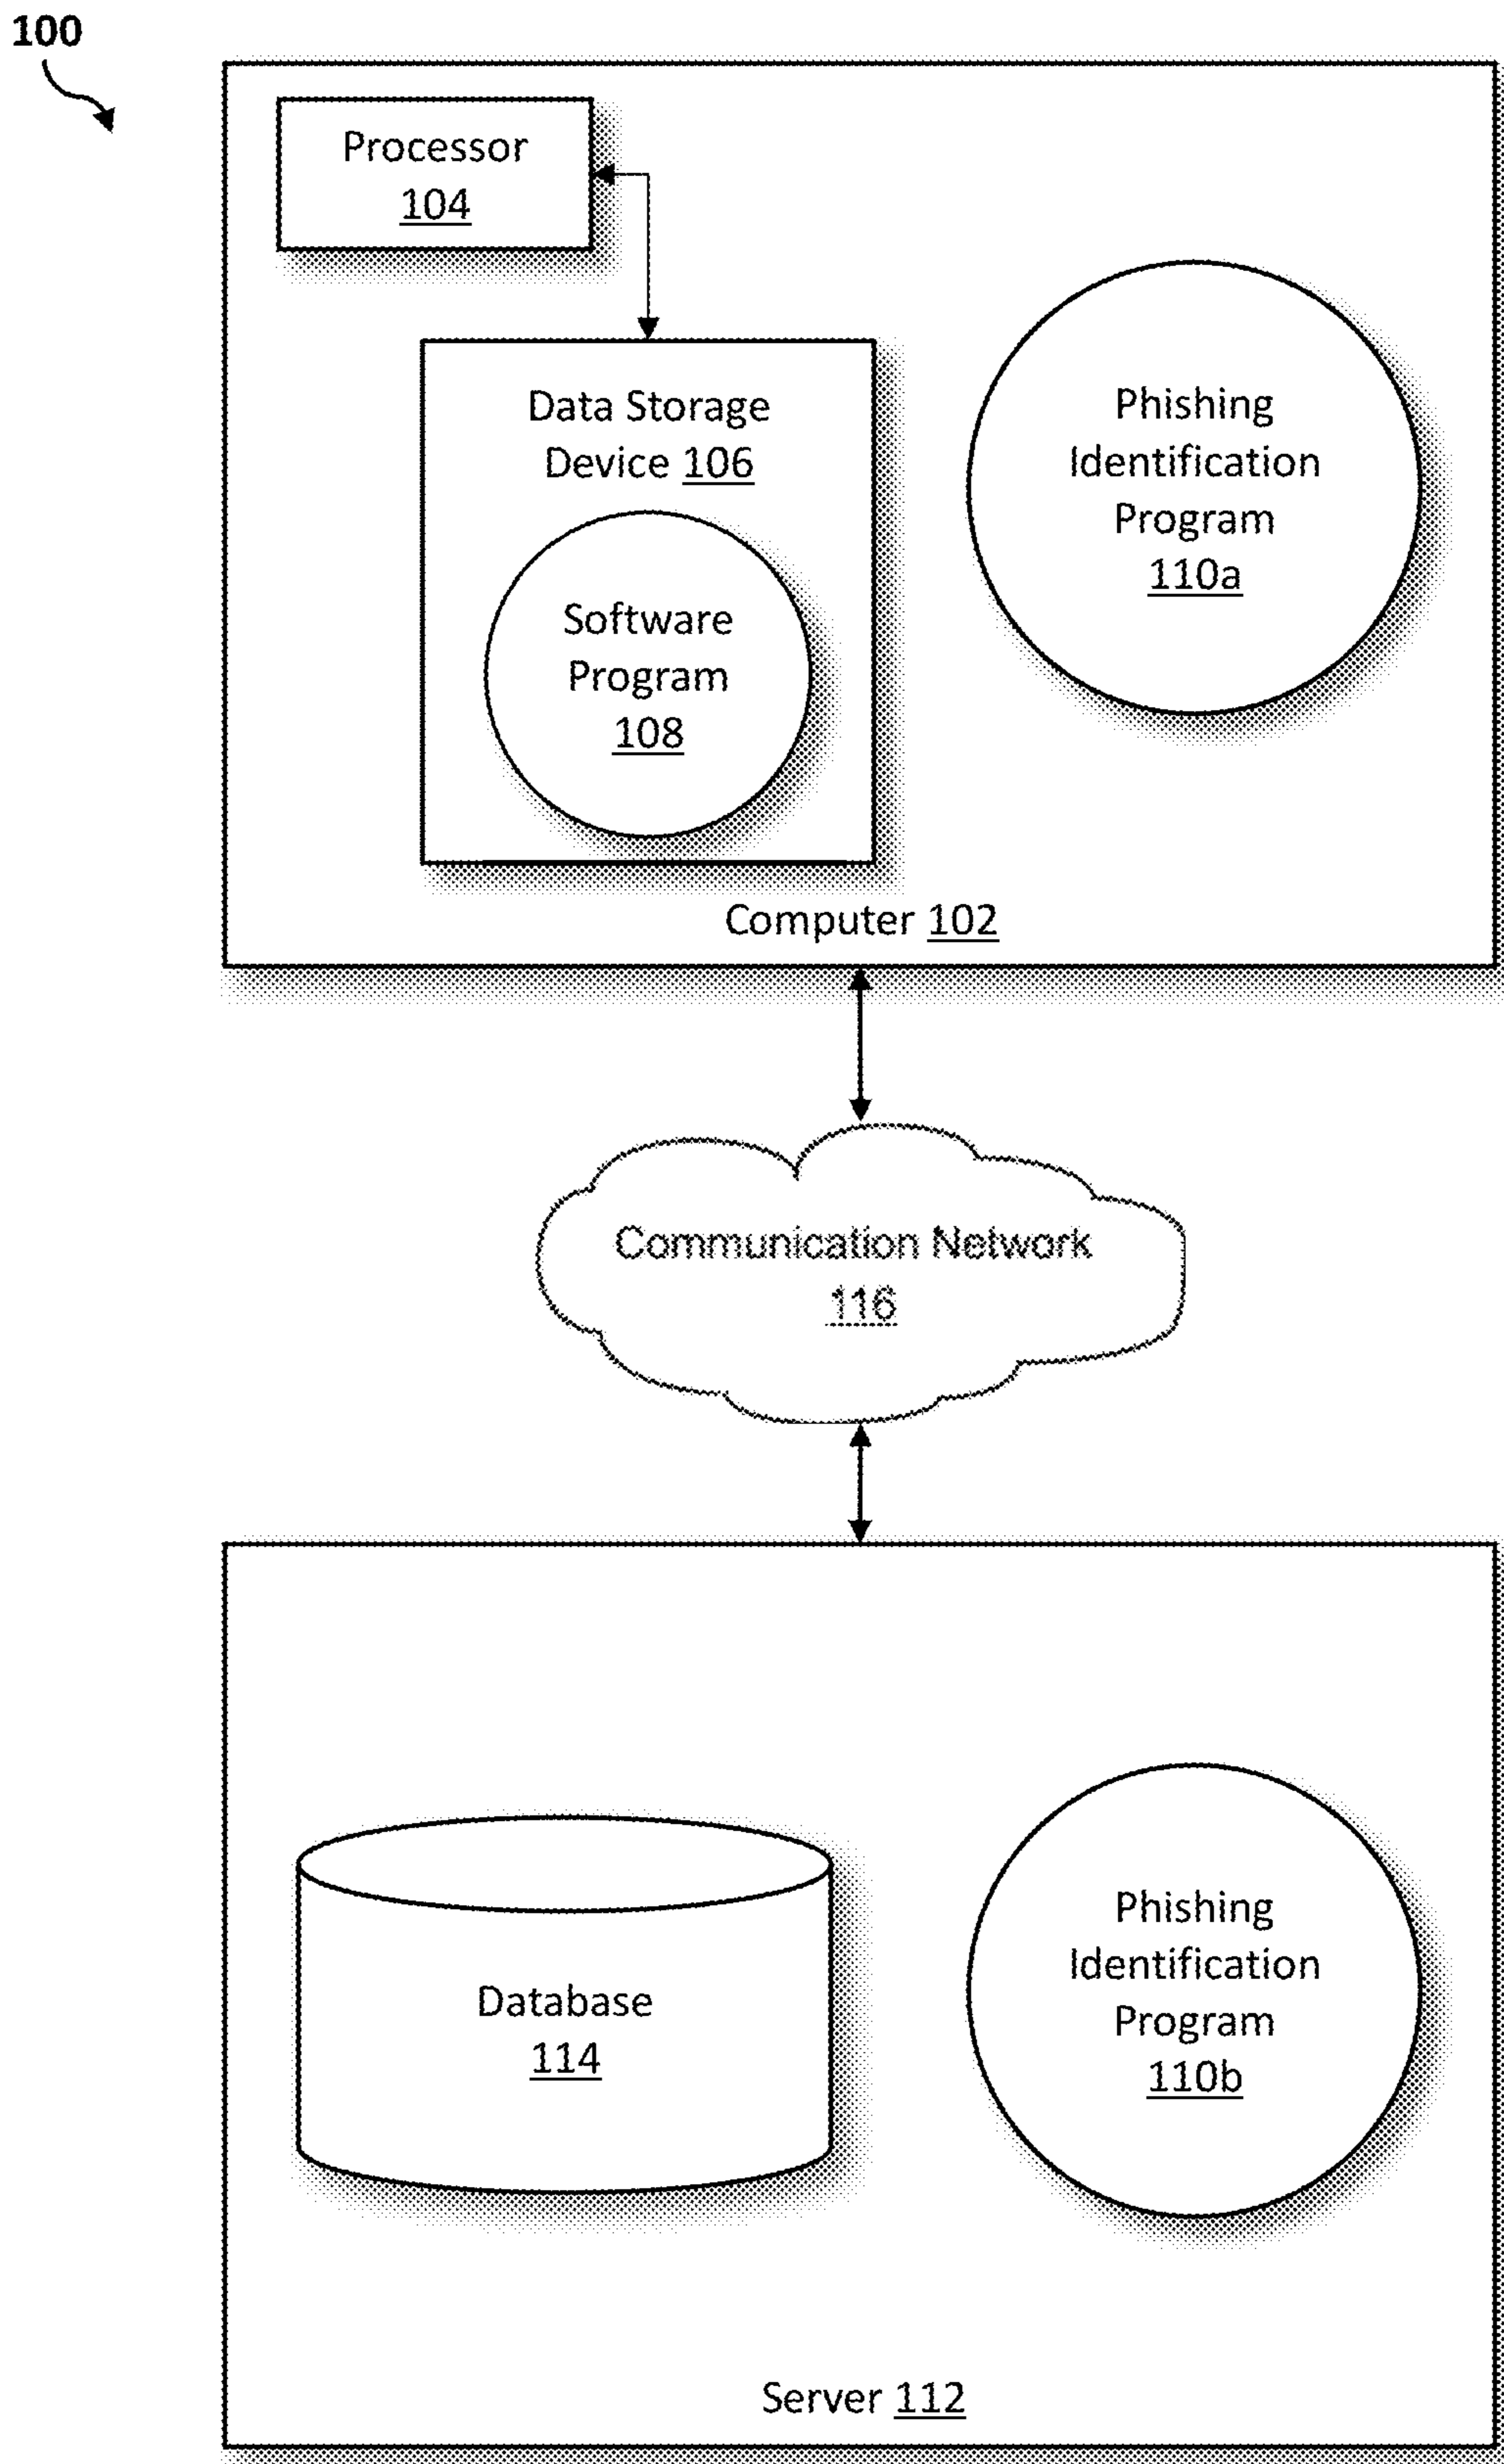 100
Processor
104
Data Storage
Device 106
Software
Program
108
Phishing
Identification
Program
110a
Computer 102
Communication Network
116
Database
114
Phishing
Identification
Program
110b
Server 112